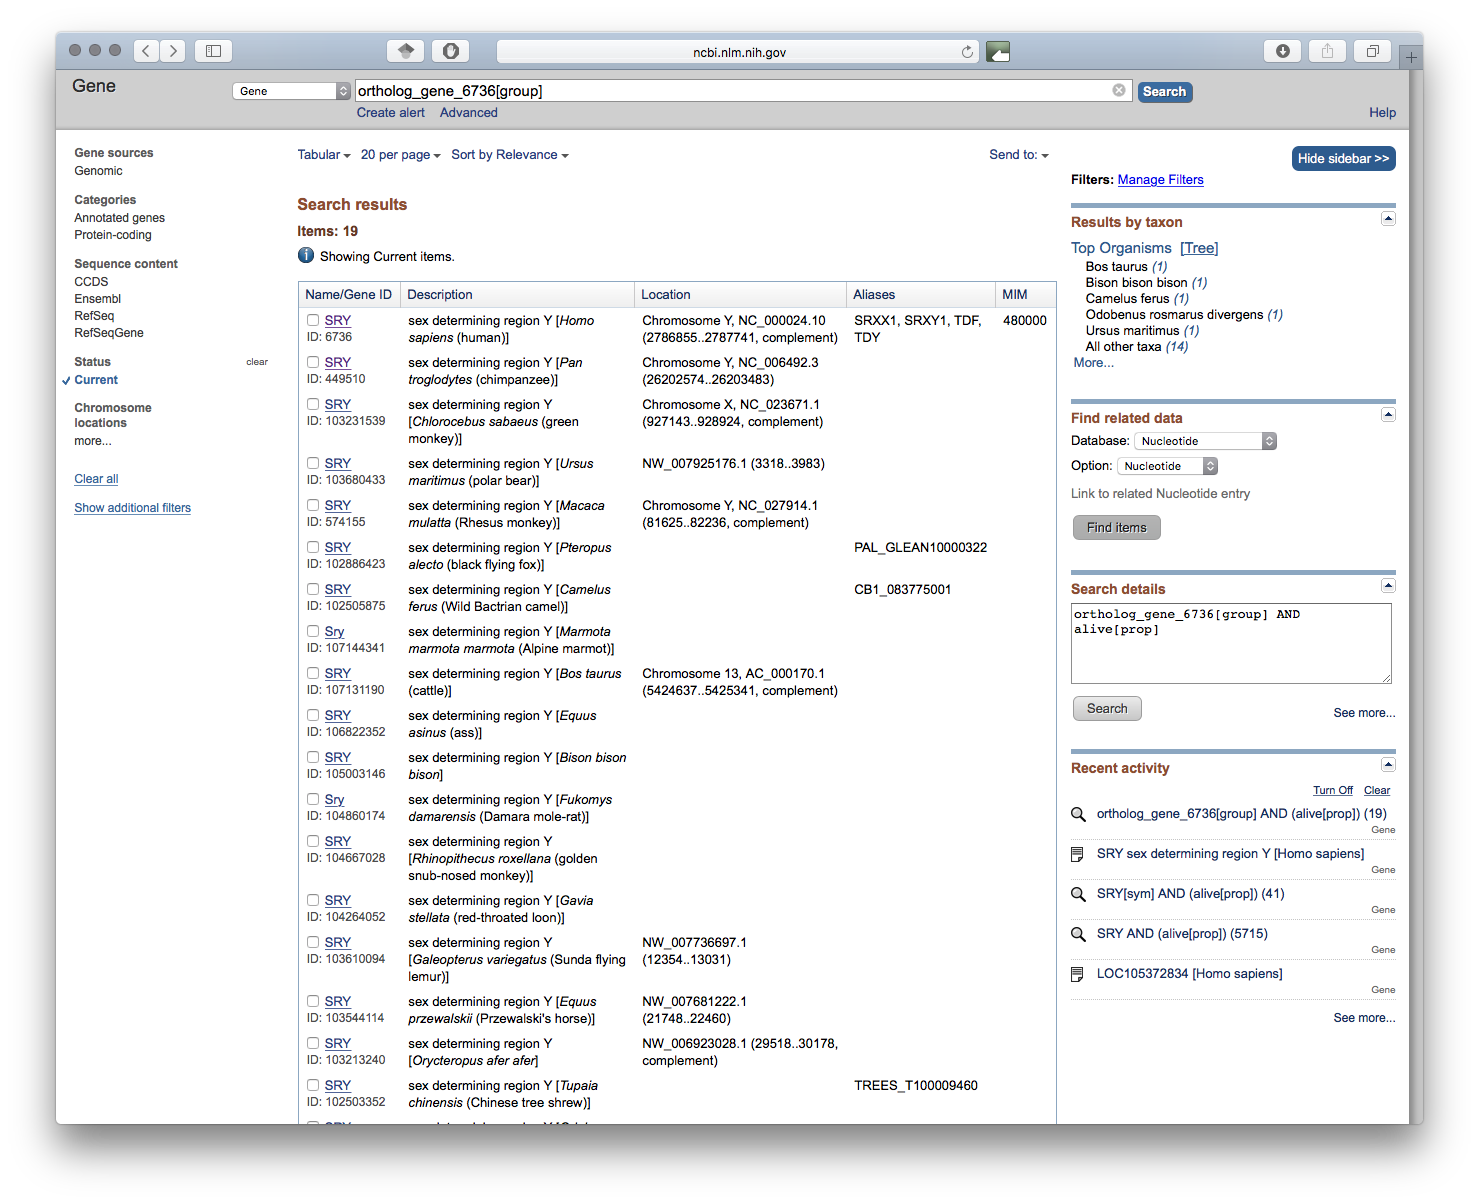 ncbi.nlm.nih.gov
Gene
Gene
ortholog_gene_6736[group]
Search
Create alert Advanced
Help
Gene sources
Genomic
Categories
Annotated genes
Protein-coding
Sequence content
CCDS
Ensembl
RefSeq
RefSeqGene
Status clear
Current
Chromosome
locations
more...
Clear all
Show additional filters
Tabular 20 per page Sort by Relevance Send to:
Search results
Items: 19
Showing Current items.
Name/Gene ID Description Location Aliases MIM
SRY sex determining region Y [Homo Chromosome Y, NC_000024.10 SRXX1, SRXY1, TDF, 480000
ID: 6736 sapiens (human)] (2786855..2787741, complement) TDY
SRY sex determining region Y [Pan Chromosome Y, NC_006492.3
ID: 449510 troglodytes (chimpanzee)] (26202574..26203483)
SRY sex determining region Y Chromosome X, NC_023671.1
ID: 103231539 [Chlorocebus sabaeus (green (927143..928924, complement)
monkey)]
SRY sex determining region Y [Ursus NW_007925176.1 (3318..3983)
ID: 103680433 maritimus (polar bear)]
SRY sex determining region Y [Macaca Chromosome Y, NC_027914.1
ID: 574155 mulatta (Rhesus monkey)] (81625..82236, complement)
SRY sex determining region Y [Pteropus PAL_GLEAN10000322
ID: 102886423 alecto (black flying fox)]
SRY sex determining region Y [Camelus CB1_083775001
ID: 102505875 ferus (Wild Bactrian camel)]
Sry sex determining region Y [Marmota
ID: 107144341 marmota marmota (Alpine marmot)]
SRY sex determining region Y [Bos taurus Chromosome 13, AC_000170.1
ID: 107131190 (cattle)] (5424637..5425341, complement)
SRY sex determining region Y [Equus
ID: 106822352 asinus (ass)]
SRY sex determining region Y [Bison bison
ID: 105003146 bison]
Sry sex determining region Y [Fukomys
ID: 104860174 damarensis (Damara mole-rat)]
SRY sex determining region Y
ID: 104667028 [Rhinopithecus roxellana (golden
snub-nosed monkey)]
SRY sex determining region Y [Gavia
ID: 104264052 stellata (red-throated loon)]
SRY sex determining region Y NW_007736697.1
ID: 103610094 [Galeopterus variegatus (Sunda flying (12354..13031)
lemur)]
SRY sex determining region Y [Equus NW_007681222.1
ID: 103544114 przewalskii (Przewalski's horse)] (21748..22460)
SRY sex determining region Y NW_006923028.1 (29518..30178,
ID: 103213240 [Orycteropus afer afer] complement)
SRY sex determining region Y [Tupaia TREES_T100009460
ID: 102503352 chinensis (Chinese tree shrew)]
Hide sidebar >>
Filters: Manage Filters
Results by taxon
Top Organisms [Tree]
Bos taurus (1)
Bison bison bison (1)
Camelus ferus (1)
Odobenus rosmarus divergens (1)
Ursus maritimus (1)
All other taxa (14)
More...
Find related data
Database: Nucleotide
Option: Nucleotide
Link to related Nucleotide entry
Find items
Search details
ortholog_gene_6736[group] AND
alive[prop]
Search
See more...
Recent activity
Turn Off Clear
ortholog_gene_6736[group] AND (alive[prop]) (19)
Gene
SRY sex determining region Y [Homo sapiens]
Gene
SRY[sym] AND (alive[prop]) (41)
Gene
SRY AND (alive[prop]) (5715)
Gene
LOC105372834 [Homo sapiens]
Gene
See more...